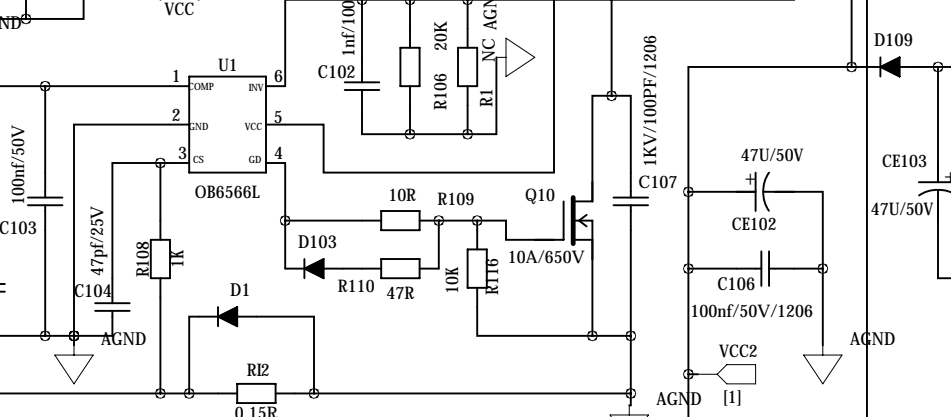 ND
VCC
1nf/100
C102
20K
R106
NC
R1
AGN
1KV/100PF/1206
C107
D109
U1
1
COMP
INV
6
2
GND
VCC
5
3
CS
GD
4
OB6566L
100nf/50V
C103
47pf/25V
C104
R108
1K
AGND
10R
R109
D103
R110
47R
10K
R116
Q10
10A/650V
47U/50V
CE102
C106
100nf/50V/1206
CE103
47U/50V
AGND
VCC2
[1]
D1
RI2
0.15R
AGND